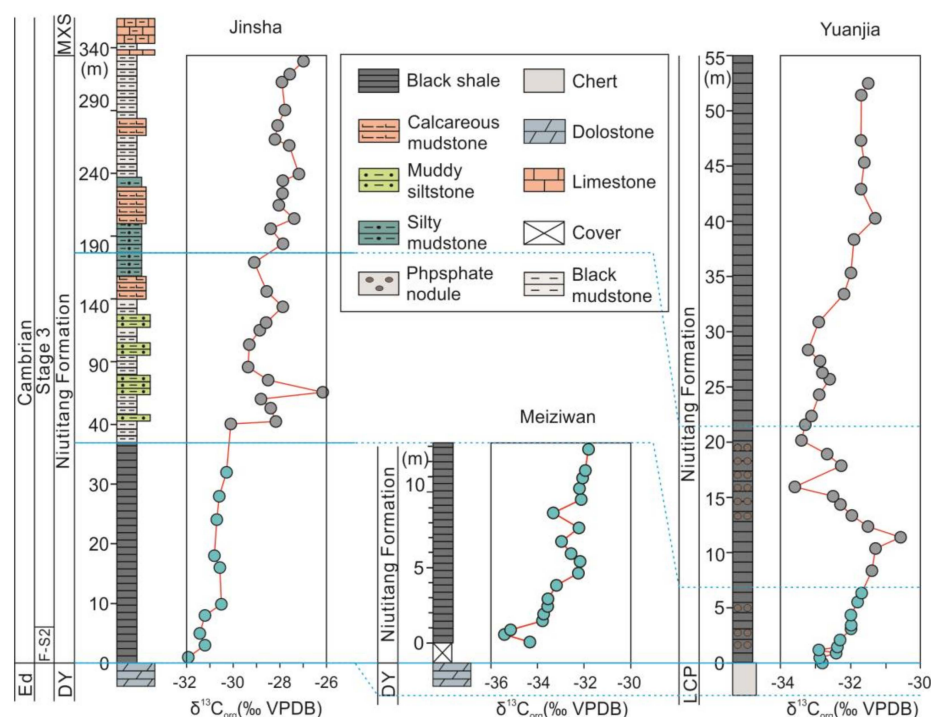 Jinsha
MXS
340
(m)
290
240
190
140
90
40
30
20
10
0
Cambrian
Stage 3
Niutitang Formation
F-S2
Ed
DY
-32
-30
-28
-26
δ¹³Corg(‰ VPDB)
Black shale
Chert
Calcareous
mudstone
Dolostone
Muddy
siltstone
Limestone
Silty
mudstone
Cover
Phpsphate
nodule
Black
mudstone
Meiziwan
(m)
10
5
0
Niutitang Formation
DY
-36
-34
-32
-30
δ¹³Corg(‰ VPDB)
Yuanjia
55
(m)
50
45
40
35
30
25
20
15
10
5
0
Niutitang Formation
LCP
-34
-32
-30
δ¹³Corg(‰ VPDB)